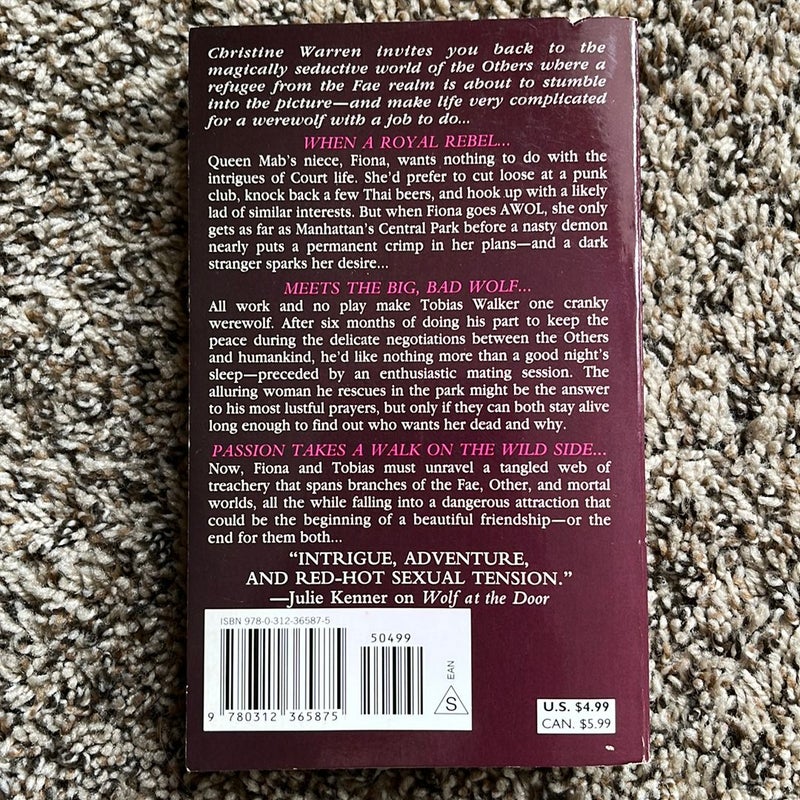 Christine Warren invites you back to the
magically seductive world of the Others where a
refugee from the Fae realm is about to stumble
into the picture—and make life very complicated
for a werewolf with a job to do...
WHEN A ROYAL REBEL...
Queen Mab's niece, Fiona, wants nothing to do with the
intrigues of Court life. She'd prefer to cut loose at a punk
club, knock back a few Thai beers, and hook up with a likely
lad of similar interests. But when Fiona goes AWOL, she only
gets as far as Manhattan's Central Park before a nasty demon
nearly puts a permanent crimp in her plans—and a dark
stranger sparks her desire...
MEETS THE BIG, BAD WOLF...
All work and no play make Tobias Walker one cranky
werewolf. After six months of doing his part to keep the
peace during the delicate negotiations between the Others
and humankind, he'd like nothing more than a good night's
sleep—preceded by an enthusiastic mating session. The
alluring woman he rescues in the park might be the answer
to his most lustful prayers, but only if they can both stay alive
long enough to find out who wants her dead and why.
PASSION TAKES A WALK ON THE WILD SIDE...
Now, Fiona and Tobias must unravel a tangled web of
treachery that spans branches of the Fae, Other, and mortal
worlds, all the while falling into a dangerous attraction that
could be the beginning of a beautiful friendship—or the
end for them both...
"INTRIGUE, ADVENTURE,
AND RED-HOT SEXUAL TENSION."
—Julie Kenner on Wolf at the Door
ISBN 978-0-312-36587-5
50499
EAN
S
9 780312 365875
U.S. $4.99
CAN. $5.99